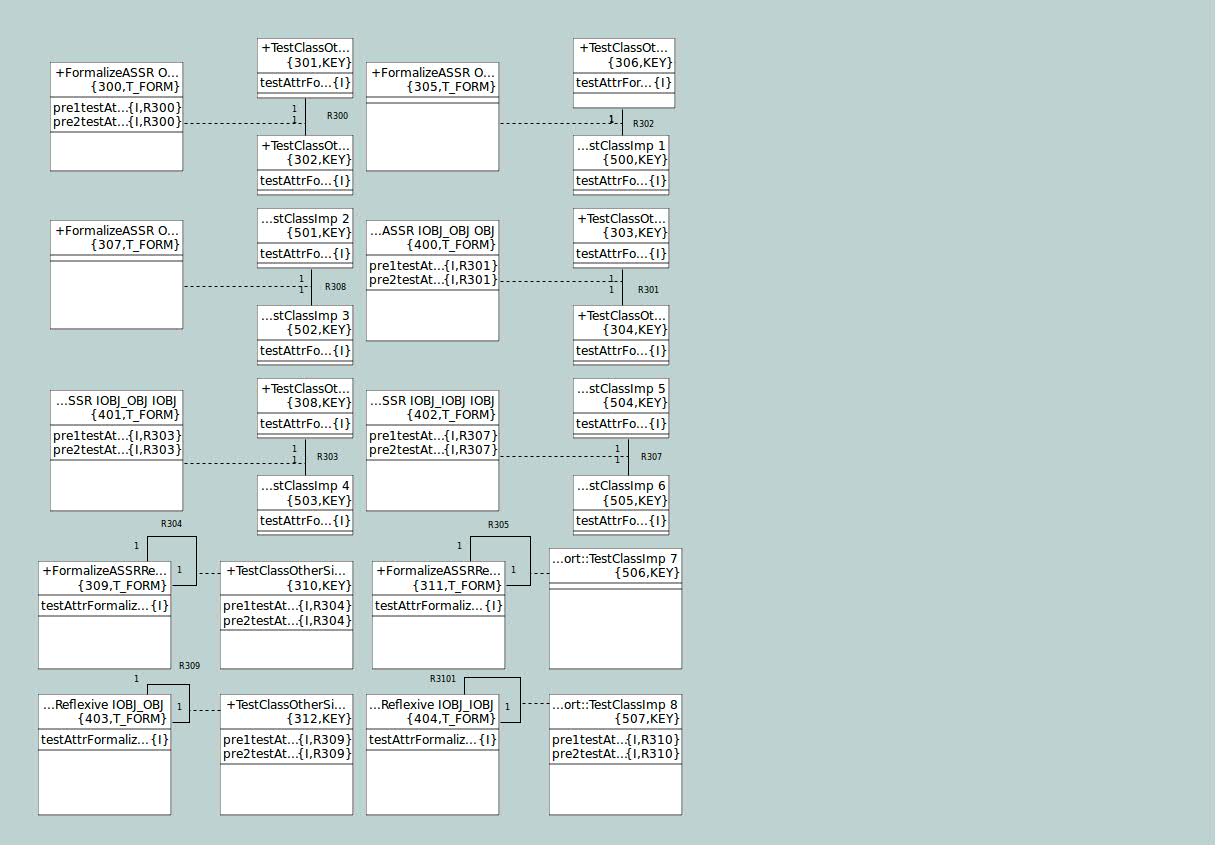 +FormalizeASSR O...
{300,T_FORM}
pre1testAt...{I,R300}
pre2testAt...{I,R300}
+TestClassOt...
{301,KEY}
testAttrFo...{I}
1
1
R300
+TestClassOt...
{302,KEY}
testAttrFo...{I}
+FormalizeASSR O...
{305,T_FORM}
+TestClassOt...
{306,KEY}
testAttrFor...{I}
1
R302
...stClassImp 1
{500,KEY}
testAttrFo...{I}
+FormalizeASSR O...
{307,T_FORM}
...stClassImp 2
{501,KEY}
testAttrFo...{I}
1
1
R308
...stClassImp 3
{502,KEY}
testAttrFo...{I}
...ASSR IOBJ_OBJ OBJ
{400,T_FORM}
pre1testAt...{I,R301}
pre2testAt...{I,R301}
+TestClassOt...
{303,KEY}
testAttrFo...{I}
1
1
R301
+TestClassOt...
{304,KEY}
testAttrFo...{I}
...SSR IOBJ_OBJ IOBJ
{401,T_FORM}
pre1testAt...{I,R303}
pre2testAt...{I,R303}
+TestClassOt...
{308,KEY}
testAttrFo...{I}
1
1
R303
...stClassImp 4
{503,KEY}
testAttrFo...{I}
...SSR IOBJ_IOBJ IOBJ
{402,T_FORM}
pre1testAt...{I,R307}
pre2testAt...{I,R307}
...stClassImp 5
{504,KEY}
testAttrFo...{I}
1
1
R307
...stClassImp 6
{505,KEY}
testAttrFo...{I}
R304
1
1
+FormalizeASSRRe...
{309,T_FORM}
testAttrFormaliz...{I}
+TestClassOtherSi...
{310,KEY}
pre1testAt...{I,R304}
pre2testAt...{I,R304}
R305
1
1
+FormalizeASSRRe...
{311,T_FORM}
testAttrFormaliz...{I}
...ort::TestClassImp 7
{506,KEY}
R309
1
1
...Reflexive IOBJ_OBJ
{403,T_FORM}
testAttrFormaliz...{I}
+TestClassOtherSi...
{312,KEY}
pre1testAt...{I,R309}
pre2testAt...{I,R309}
R3101
1
...Reflexive IOBJ_IOBJ
{404,T_FORM}
testAttrFormaliz...{I}
...ort::TestClassImp 8
{507,KEY}
pre1testAt...{I,R310}
pre2testAt...{I,R310}